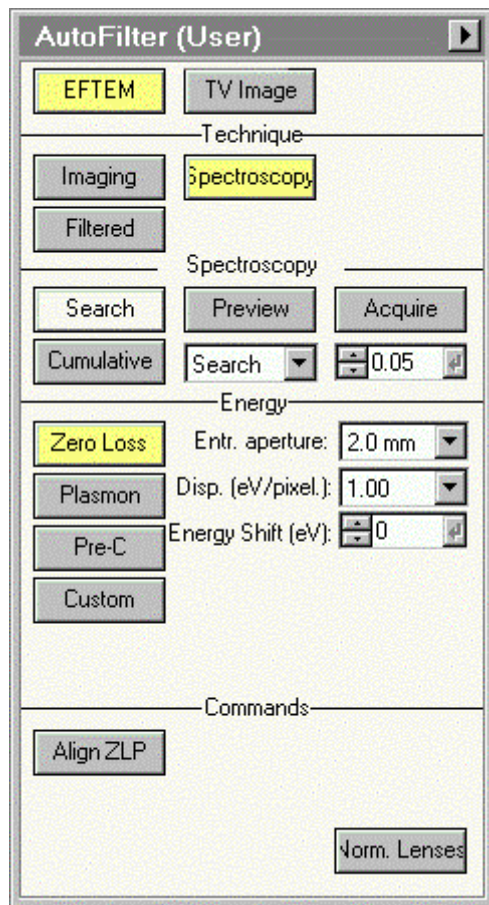 AutoFilter (User)
EFTEM TV Image
Technique
Imaging Spectroscopy
Filtered
Spectroscopy
Search Preview Acquire
Cumulative Search 0.05
Energy
Zero Loss Entr. aperture: 2.0 mm
Plasmon Disp. (eV/pixel.): 1.00
Pre-C Energy Shift (eV): 0
Custom
Commands
Align ZLP
Norm. Lenses